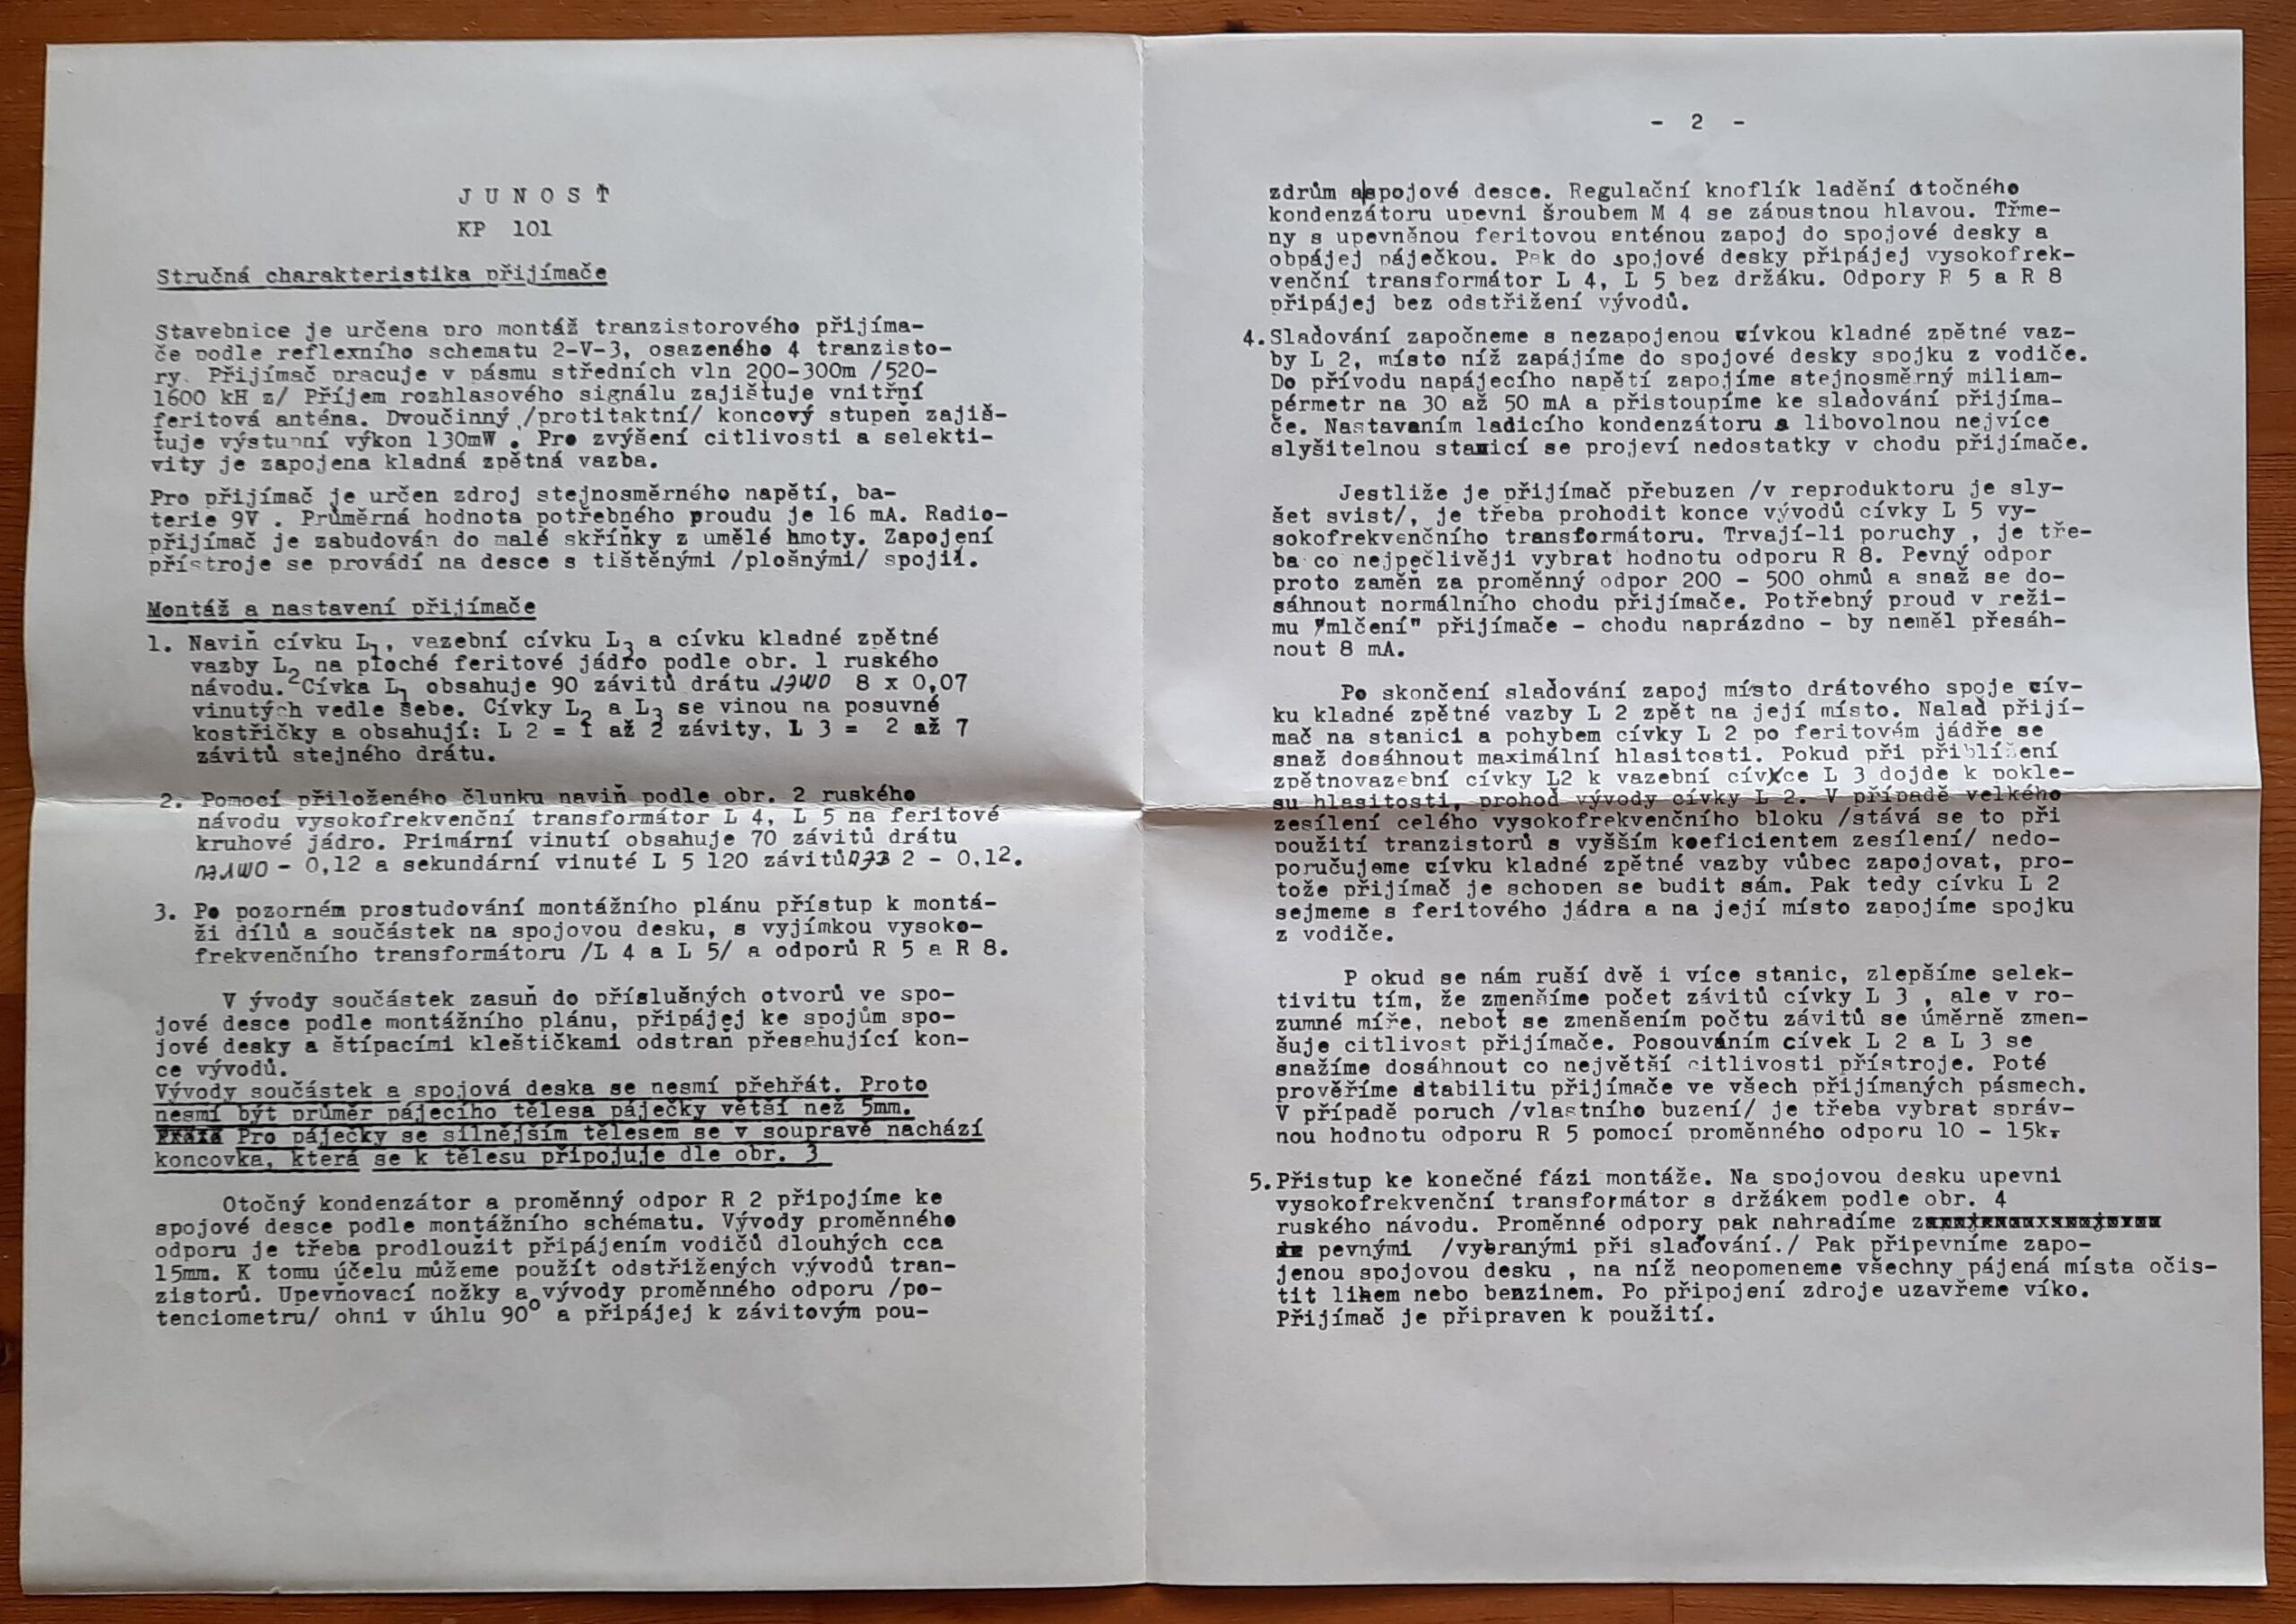 J U N O S Ť
KP 101
Stručná charakteristika přijímače
Stavebnice je určena pro montáž tranzistorového přijíma-
če podle reflexního schematu 2-V-3, osazeného 4 tranzisto-
ry. Přijímač pracuje v pásmu středních vln 200-300m /520-
1600 kH z/ Příjem rozhlasového signálu zajištuje vnitřní
feritová anténa. Dvoučinný /protitaktní/ koncový stupeň zajiš-
ťuje výstupní výkon 130mW . Pro zvýšení citlivosti a selekti-
vity je zapojena kladná zpětná vazba.
Pro přijímač je určen zdroj stejnosměrného napětí, ba-
terie 9V . Průměrná hodnota potřebného proudu je 16 mA. Radio-
přijímač je zabudován do malé skříňky z umělé hmoty. Zapojení
přístroje se provádí na desce s tištěnými /plošnými/ spoji.
Montáž a nastavení přijímače
1. Naviň cívku L1, vazební cívku L3 a cívku kladné zpětné
vazby L2 na ploché feritové jádro podle obr. 1 ruského
návodu. Cívka L1 obsahuje 90 závitů drátu 8 x 0,07
vinutých vedle sebe. Cívky L2 a L3 se vinou na posuvné
kostřičky a obsahují: L 2 = 1 až 2 závity, L 3 = 2 až 7
závitů stejného drátu.
2. Pomocí přiloženého člunku naviň podle obr. 2 ruského
návodu vysokofrekvenční transformátor L 4, L 5 na feritové
kruhové jádro. Primární vinutí obsahuje 70 závitů drátu
- 0,12 a sekundární vinuté L 5 120 závitů 2 - 0,12.
3. Po pozorném prostudování montážního plánu přístup k montá-
ži dílů a součástek na spojovou desku, s vyjímkou vysoko-
frekvenčního transformátoru /L 4 a L 5/ a odporů R 5 a R 8.
V ývody součástek zasuň do příslušných otvorů ve spo-
jové desce podle montážního plánu, připájej ke spojům spo-
jové desky a štípacími kleštičkami odstraň přesahující kon-
ce vývodů.
Vývody součástek a spojová deska se nesmí přehřát. Proto
nesmí být průměr pájecího tělesa páječky větší než 5mm.
Pro páječky se silnějším tělesem se v soupravě nachází
koncovka, která se k tělesu připojuje dle obr. 3
Otočný kondenzátor a proměnný odpor R 2 připojíme ke
spojové desce podle montážního schématu. Vývody proměnného
odporu je třeba prodloužit připájením vodičů dlouhých cca
15mm. K tomu účelu můžeme použít odstřižených vývodů tran-
zistorů. Upevňovací nožky a vývody proměnného odporu /po-
tenciometru/ ohni v úhlu 90° a připájej k závitovým pou-
- 2 -
zdrům a spojové desce. Regulační knoflík ladění otočného
kondenzátoru upevni šroubem M 4 se zápustnou hlavou. Třme-
ny s upevněnou feritovou enténou zapoj do spojové desky a
obpájej páječkou. Pak do spojové desky připájej vysokofrek-
venční transformátor L 4, L 5 bez držáku. Odpory R 5 a R 8
připájej bez odstřižení vývodů.
4. Slaďování započneme s nezapojenou cívkou kladné zpětné vaz-
by L 2, místo níž zapájíme do spojové desky spojku z vodiče.
Do přívodu napájecího napětí zapojíme stejnosměrný miliam-
pérmetr na 30 až 50 mA a přistoupíme ke slaďování přijíma-
če. Nastavením ladicího kondenzátoru s libovolnou nejvíce
slyšitelnou stanicí se projeví nedostatky v chodu přijímače.
Jestliže je přijímač přebuzen /v reproduktoru je sly-
šet svist/, je třeba prohodit konce vývodů cívky L 5 vy-
sokofrekvenčního transformátoru. Trvají-li poruchy , je tře-
ba co nejpečlivěji vybrat hodnotu odporu R 8. Pevný odpor
proto zaměň za proměnný odpor 200 - 500 ohmů a snaž se do-
sáhnout normálního chodu přijímače. Potřebný proud v reži-
mu "mlčení" přijímače - chodu naprázdno - by neměl přesáh-
nout 8 mA.
Po skončení slaďování zapoj místo drátového spoje cív-
ku kladné zpětné vazby L 2 zpět na její místo. Nalaď přijí-
mač na stanici a pohybem cívky L 2 po feritovém jádře se
snaž dosáhnout maximální hlasitosti. Pokud při přiblížení
zpětnovazební cívky L2 k vazební cívce L 3 dojde k pokle-
su hlasitosti, prohoď vývody cívky L 2. V případě velkého
zesílení celého vysokofrekvenčního bloku /stává se to při
použití tranzistorů s vyšším koeficientem zesílení/ nedo-
poručujeme cívku kladné zpětné vazby vůbec zapojovat, pro-
tože přijímač je schopen se budit sám. Pak tedy cívku L 2
sejmeme s feritového jádra a na její místo zapojíme spojku
z vodiče.
P okud se nám ruší dvě i více stanic, zlepšíme selek-
tivitu tím, že zmenšíme počet závitů cívky L 3 , ale v ro-
zumné míře, neboť se zmenšením počtu závitů se úměrně zmen-
šuje citlivost přijímače. Posouváním cívek L 2 a L 3 se
snažíme dosáhnout co největší citlivosti přístroje. Poté
prověříme stabilitu přijímače ve všech přijímaných pásmech.
V případě poruch /vlastního buzení/ je třeba vybrat správ-
nou hodnotu odporu R 5 pomocí proměnného odporu 10 - 15k.
5. Přistup ke konečné fázi montáže. Na spojovou desku upevni
vysokofrekvenční transformátor s držákem podle obr. 4
ruského návodu. Proměnné odpory pak nahradíme
pevnými /vybranými při slaďování./ Pak připevníme zapo-
jenou spojovou desku , na níž neopomeneme všechny pájená místa očis-
tit lihem nebo benzinem. Po připojení zdroje uzavřeme víko.
Přijímač je připraven k použití.